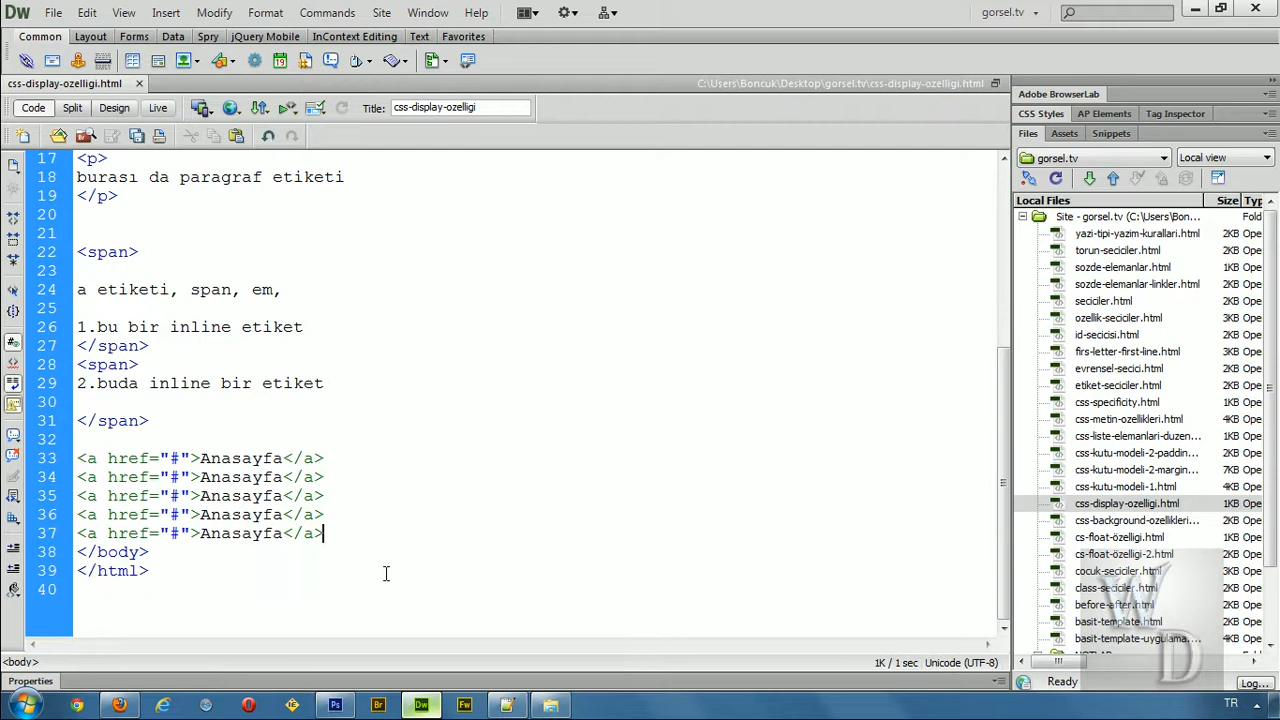 Dw File Edit View Insert Modify Format Commands Site Window Help gorsel.tv
Common Layout Forms Data Spry jQuery Mobile InContext Editing Text Favorites
css-display-ozelligi.html C:\Users\Boncuk\Desktop\gorsel.tv\css-display-ozelligi.html
Code Split Design Live Title: css-display-ozelligi
17 <p>
18 burası da paragraf etiketi
19 </p>
20
21
22 <span>
23
24 a etiketi, span, em,
25
26 1.bu bir inline etiket
27 </span>
28 <span>
29 2.buda inline bir etiket
30
31 </span>
32
33 <a href="#">Anasayfa</a>
34 <a href="#">Anasayfa</a>
35 <a href="#">Anasayfa</a>
36 <a href="#">Anasayfa</a>
37 <a href="#">Anasayfa</a>
38 </body>
39 </html>
40
<body> 1K / 1 sec Unicode (UTF-8)
Properties
Adobe BrowserLab
CSS Styles AP Elements Tag Inspector
Files Assets Snippets
gorsel.tv Local view
Local Files Size Typ
Site - gorsel.tv (C:\Users\Bon... Fold
yazi-tipi-yazim-kurallari.html 2KB Ope
torun-seciciler.html 2KB Ope
sozde-elemanlar.html 1KB Ope
sozde-elemanlar-linkler.html 2KB Ope
seciciler.html 2KB Ope
ozellik-seciciler.html 2KB Ope
id-secicisi.html 2KB Ope
firs-letter-first-line.html 3KB Ope
evrensel-secici.html 2KB Ope
etiket-seciciler.html 2KB Ope
css-specificity.html 2KB Ope
css-metin-ozellikleri.html 2KB Ope
css-liste-elemanlari-duzen... 1KB Ope
css-kutu-modeli-2-paddin... 2KB Ope
css-kutu-modeli-2-margin... 2KB Ope
css-kutu-modeli-1.html 2KB Ope
css-display-ozelligi.html 1KB Ope
css-background-ozellikleri... 2KB Ope
cs-float-özelligi.html 1KB Ope
cs-float-özelligi-2.html 2KB Ope
cocuk-seciciler.html 1KB Ope
class-seciciler.html 2KB Ope
before-after.html 1KB Ope
basit-template.html 1KB Ope
basit-template-uygulama.... 4KB Ope
Ready Log...
Br Dw Fw TR
WD